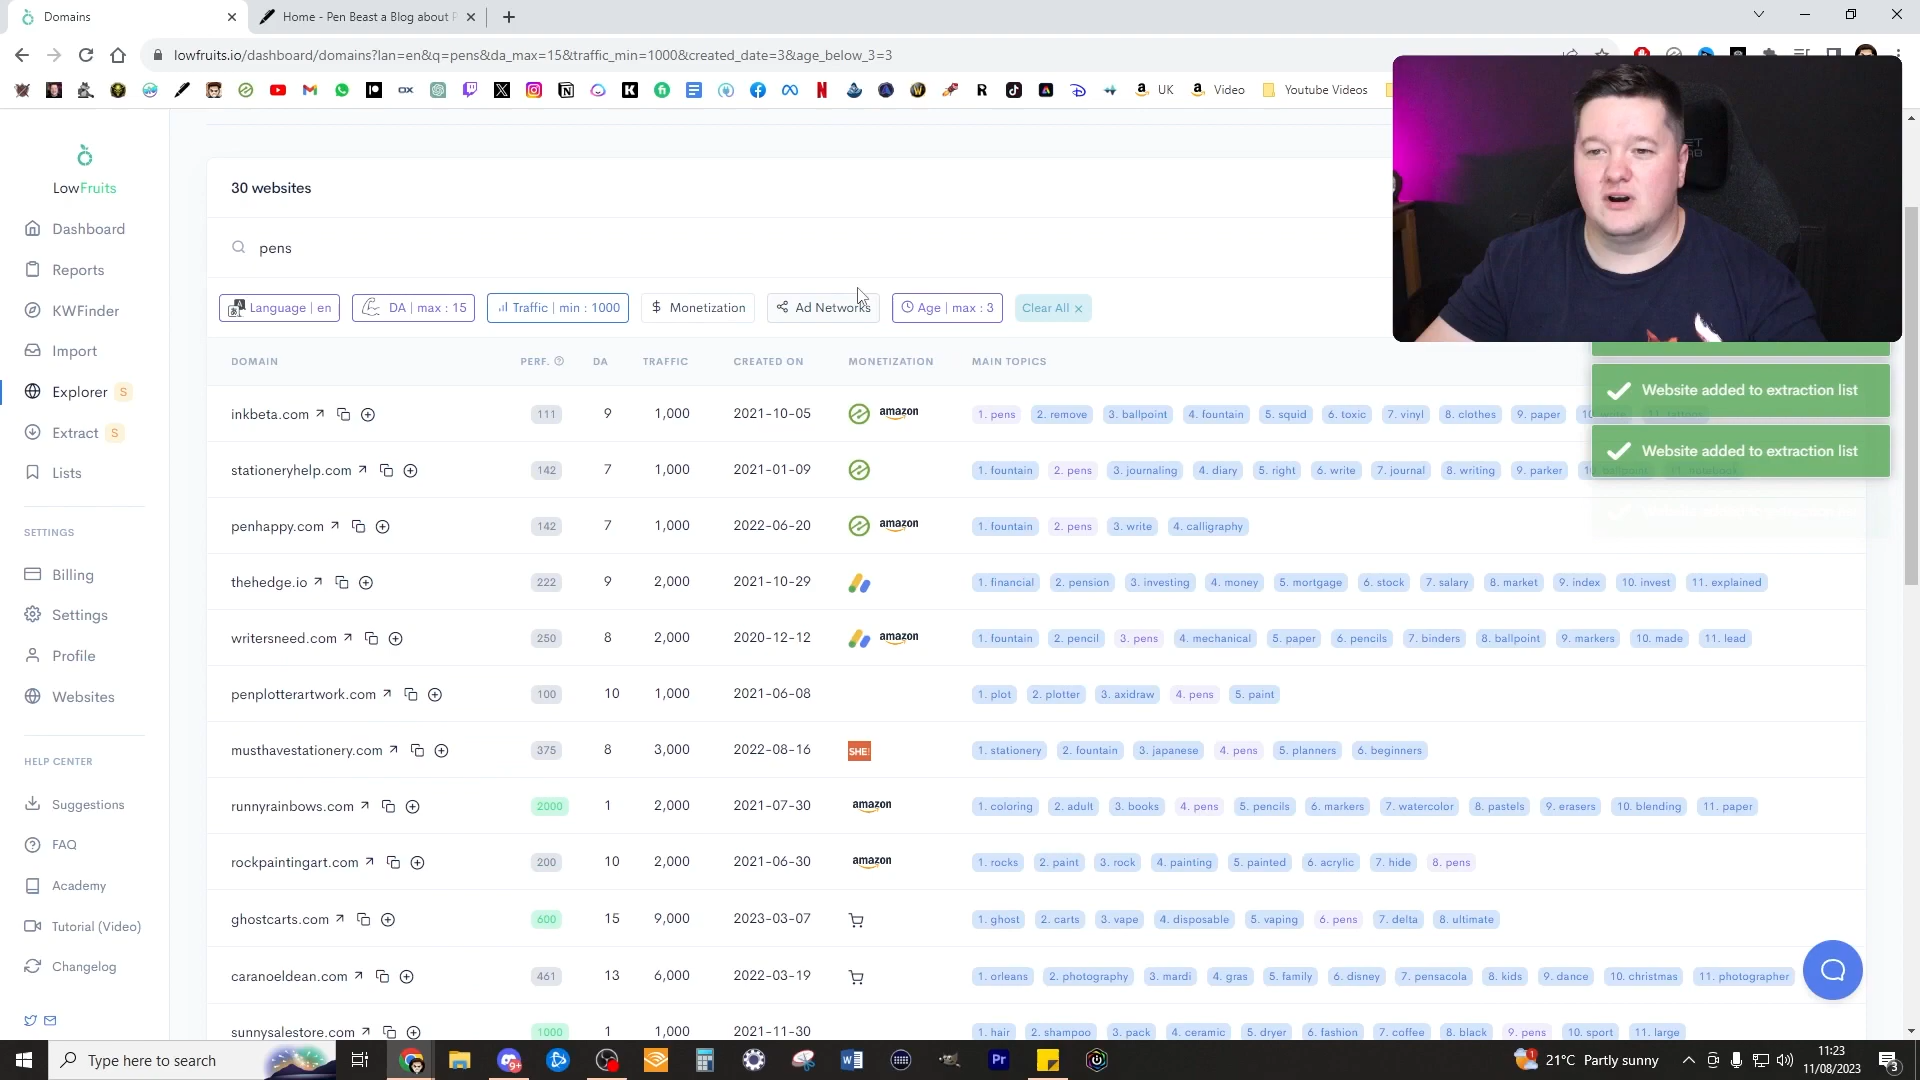 Domains
Home - Pen Beast a Blog about P
lowfruits.io/dashboard/domains?lan=en&q=pens&da_max=15&traffic_min=1000&created_date=3&age_below_3=3
UK
Video
Youtube Videos
LowFruits
Dashboard
Reports
KWFinder
Import
Explorer S
Extract S
Lists
SETTINGS
Billing
Settings
Profile
Websites
HELP CENTER
Suggestions
FAQ
Academy
Tutorial (Video)
Changelog
30 websites
pens
Language | en
DA | max : 15
Traffic | min : 1000
$ Monetization
Ad Networks
Age | max : 3
Clear All ×
DOMAIN PERF. DA TRAFFIC CREATED ON MONETIZATION MAIN TOPICS
inkbeta.com 111 9 1,000 2021-10-05 amazon 1. pens 2. remove 3. ballpoint 4. fountain 5. squid 6. toxic 7. vinyl 8. clothes 9. paper
stationeryhelp.com 142 7 1,000 2021-01-09 1. fountain 2. pens 3. journaling 4. diary 5. right 6. write 7. journal 8. writing 9. parker
penhappy.com 142 7 1,000 2022-06-20 amazon 1. fountain 2. pens 3. write 4. calligraphy
thehedge.io 222 9 2,000 2021-10-29 1. financial 2. pension 3. investing 4. money 5. mortgage 6. stock 7. salary 8. market 9. index 10. invest 11. explained
writersneed.com 250 8 2,000 2020-12-12 amazon 1. fountain 2. pencil 3. pens 4. mechanical 5. paper 6. pencils 7. binders 8. ballpoint 9. markers 10. made 11. lead
penplotterartwork.com 100 10 1,000 2021-06-08 1. plot 2. plotter 3. axidraw 4. pens 5. paint
musthavestationery.com 375 8 3,000 2022-08-16 SHE 1. stationery 2. fountain 3. japanese 4. pens 5. planners 6. beginners
runnyrainbows.com 2000 1 2,000 2021-07-30 amazon 1. coloring 2. adult 3. books 4. pens 5. pencils 6. markers 7. watercolor 8. pastels 9. erasers 10. blending 11. paper
rockpaintingart.com 200 10 2,000 2021-06-30 amazon 1. rocks 2. paint 3. rock 4. painting 5. painted 6. acrylic 7. hide 8. pens
ghostcarts.com 600 15 9,000 2023-03-07 1. ghost 2. carts 3. vape 4. disposable 5. vaping 6. pens 7. delta 8. ultimate
caranoeldean.com 461 13 6,000 2022-03-19 1. orleans 2. photography 3. mardi 4. gras 5. family 6. disney 7. pensacola 8. kids 9. dance 10. christmas 11. photographer
sunnysalestore.com 1000 1 1,000 2021-11-30 1. hair 2. shampoo 3. pack 4. ceramic 5. dryer 6. fashion 7. coffee 8. black 9. pens 10. sport 11. large
Website added to extraction list
Website added to extraction list
Type here to search
21°C Partly sunny
11:23
11/08/2023